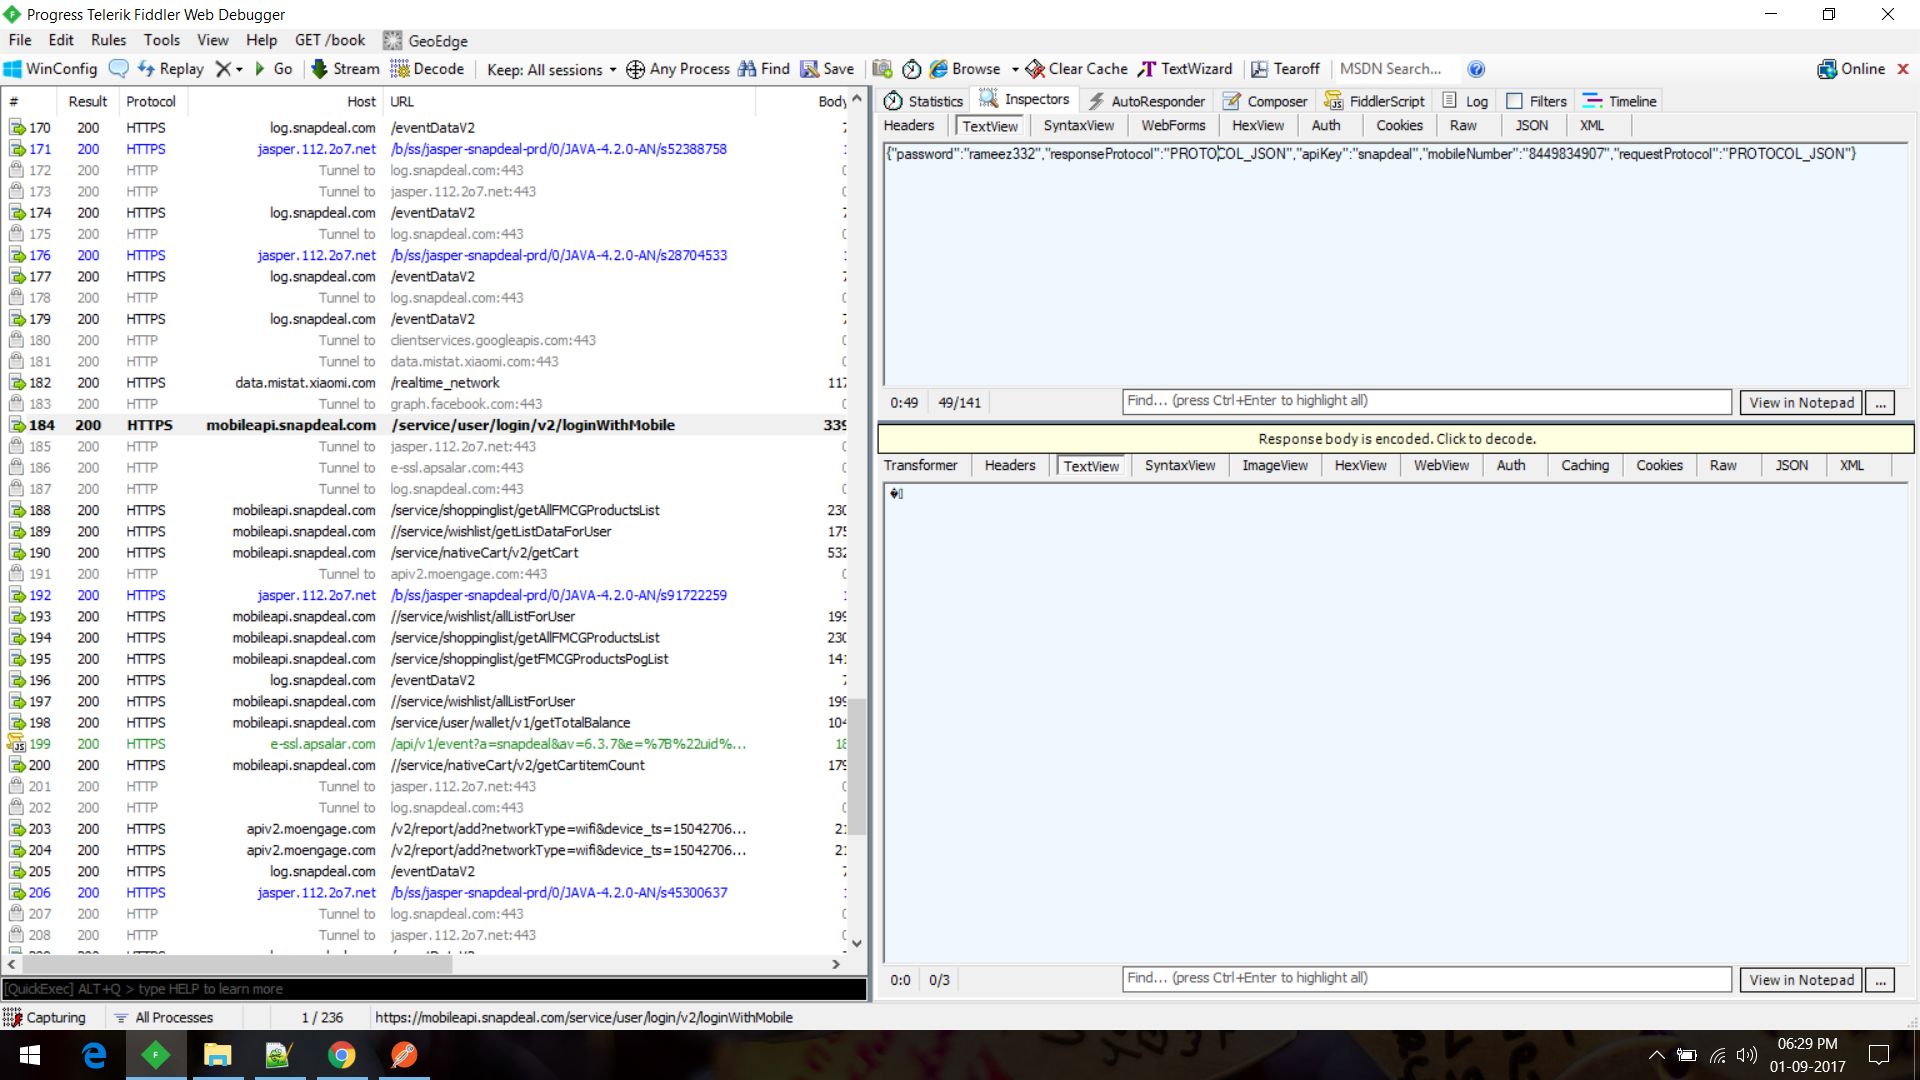 Progress Telerik Fiddler Web Debugger
File Edit Rules Tools View Help GET /book GeoEdge
WinConfig Replay Go Stream Decode Keep: All sessions Any Process Find Save Browse Clear Cache TextWizard Tearoff MSDN Search... Online
# Result Protocol Host URL Body
170 200 HTTPS log.snapdeal.com /eventDataV2
171 200 HTTPS jasper.112.2o7.net /b/ss/jasper-snapdeal-prd/0/JAVA-4.2.0-AN/s52388758
172 200 HTTP Tunnel to log.snapdeal.com:443
173 200 HTTP Tunnel to jasper.112.2o7.net:443
174 200 HTTPS log.snapdeal.com /eventDataV2
175 200 HTTP Tunnel to log.snapdeal.com:443
176 200 HTTPS jasper.112.2o7.net /b/ss/jasper-snapdeal-prd/0/JAVA-4.2.0-AN/s28704533
177 200 HTTPS log.snapdeal.com /eventDataV2
178 200 HTTP Tunnel to log.snapdeal.com:443
179 200 HTTPS log.snapdeal.com /eventDataV2
180 200 HTTP Tunnel to clientservices.googleapis.com:443
181 200 HTTP Tunnel to data.mistat.xiaomi.com:443
182 200 HTTPS data.mistat.xiaomi.com /realtime_network 117
183 200 HTTP Tunnel to graph.facebook.com:443
184 200 HTTPS mobileapi.snapdeal.com /service/user/login/v2/loginWithMobile 339
185 200 HTTP Tunnel to jasper.112.2o7.net:443
186 200 HTTP Tunnel to e-ssl.apsalar.com:443
187 200 HTTP Tunnel to log.snapdeal.com:443
188 200 HTTPS mobileapi.snapdeal.com /service/shoppinglist/getAllFMCGProductsList 230
189 200 HTTPS mobileapi.snapdeal.com //service/wishlist/getListDataForUser 175
190 200 HTTPS mobileapi.snapdeal.com /service/nativeCart/v2/getCart 532
191 200 HTTP Tunnel to apiv2.moengage.com:443
192 200 HTTPS jasper.112.2o7.net /b/ss/jasper-snapdeal-prd/0/JAVA-4.2.0-AN/s91722259
193 200 HTTPS mobileapi.snapdeal.com //service/wishlist/allListForUser 199
194 200 HTTPS mobileapi.snapdeal.com /service/shoppinglist/getAllFMCGProductsList 230
195 200 HTTPS mobileapi.snapdeal.com /service/shoppinglist/getFMCGProductsPogList 141
196 200 HTTPS log.snapdeal.com /eventDataV2
197 200 HTTPS mobileapi.snapdeal.com //service/wishlist/allListForUser 199
198 200 HTTPS mobileapi.snapdeal.com /service/user/wallet/v1/getTotalBalance 104
199 200 HTTPS e-ssl.apsalar.com /api/v1/event?a=snapdeal&av=6.3.7&e=%7B%22uid%... 18
200 200 HTTPS mobileapi.snapdeal.com //service/nativeCart/v2/getCartitemCount 179
201 200 HTTP Tunnel to jasper.112.2o7.net:443
202 200 HTTP Tunnel to log.snapdeal.com:443
203 200 HTTPS apiv2.moengage.com /v2/report/add?networkType=wifi&device_ts=15042706... 21
204 200 HTTPS apiv2.moengage.com /v2/report/add?networkType=wifi&device_ts=15042706... 21
205 200 HTTPS log.snapdeal.com /eventDataV2
206 200 HTTPS jasper.112.2o7.net /b/ss/jasper-snapdeal-prd/0/JAVA-4.2.0-AN/s45300637
207 200 HTTP Tunnel to log.snapdeal.com:443
208 200 HTTP Tunnel to jasper.112.2o7.net:443
[QuickExec] ALT+Q > type HELP to learn more
Capturing All Processes 1 / 236 https://mobileapi.snapdeal.com/service/user/login/v2/loginWithMobile
Statistics Inspectors AutoResponder Composer FiddlerScript Log Filters Timeline
Headers TextView SyntaxView WebForms HexView Auth Cookies Raw JSON XML
{"password":"rameez332","responseProtocol":"PROTOCOL_JSON","apiKey":"snapdeal","mobileNumber":"8449834907","requestProtocol":"PROTOCOL_JSON"}
0:49 49/141 Find... (press Ctrl+Enter to highlight all) View in Notepad ...
Response body is encoded. Click to decode.
Transformer Headers TextView SyntaxView ImageView HexView WebView Auth Caching Cookies Raw JSON XML
0:0 0/3 Find... (press Ctrl+Enter to highlight all) View in Notepad ...
06:29 PM
01-09-2017